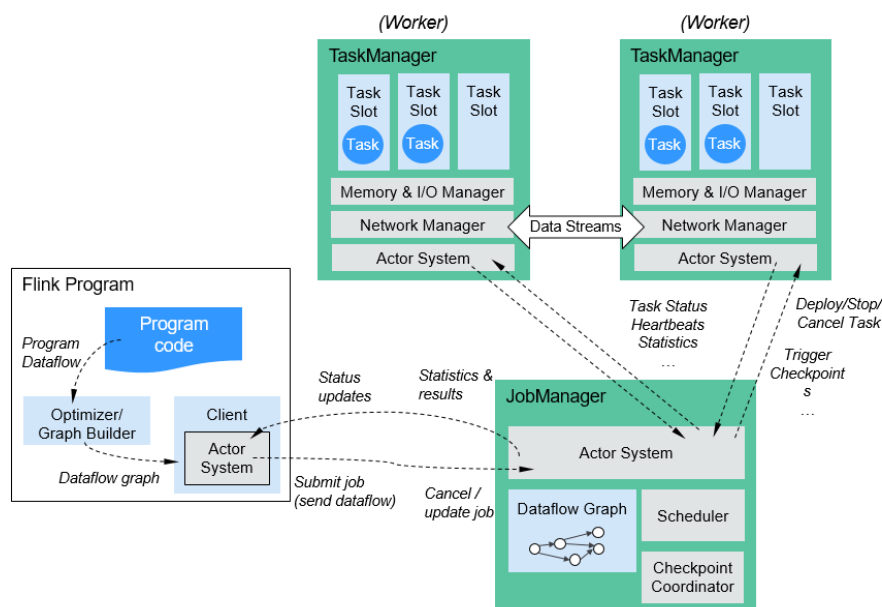 (Worker)
TaskManager
Task
Slot
Task
Task
Slot
Task
Task
Slot
Memory & I/O Manager
Network Manager
Actor System
(Worker)
TaskManager
Task
Slot
Task
Task
Slot
Task
Task
Slot
Memory & I/O Manager
Network Manager
Actor System
Data Streams
Flink Program
Program
code
Program
Dataflow
Optimizer/
Graph Builder
Dataflow graph
Client
Actor
System
Status
updates
Statistics &
results
Submit job
(send dataflow)
Cancel /
update job
Task Status
Heartbeats
Statistics
...
Deploy/Stop/
Cancel Task
Trigger
Checkpoint
s
...
JobManager
Actor System
Dataflow Graph
Scheduler
Checkpoint
Coordinator